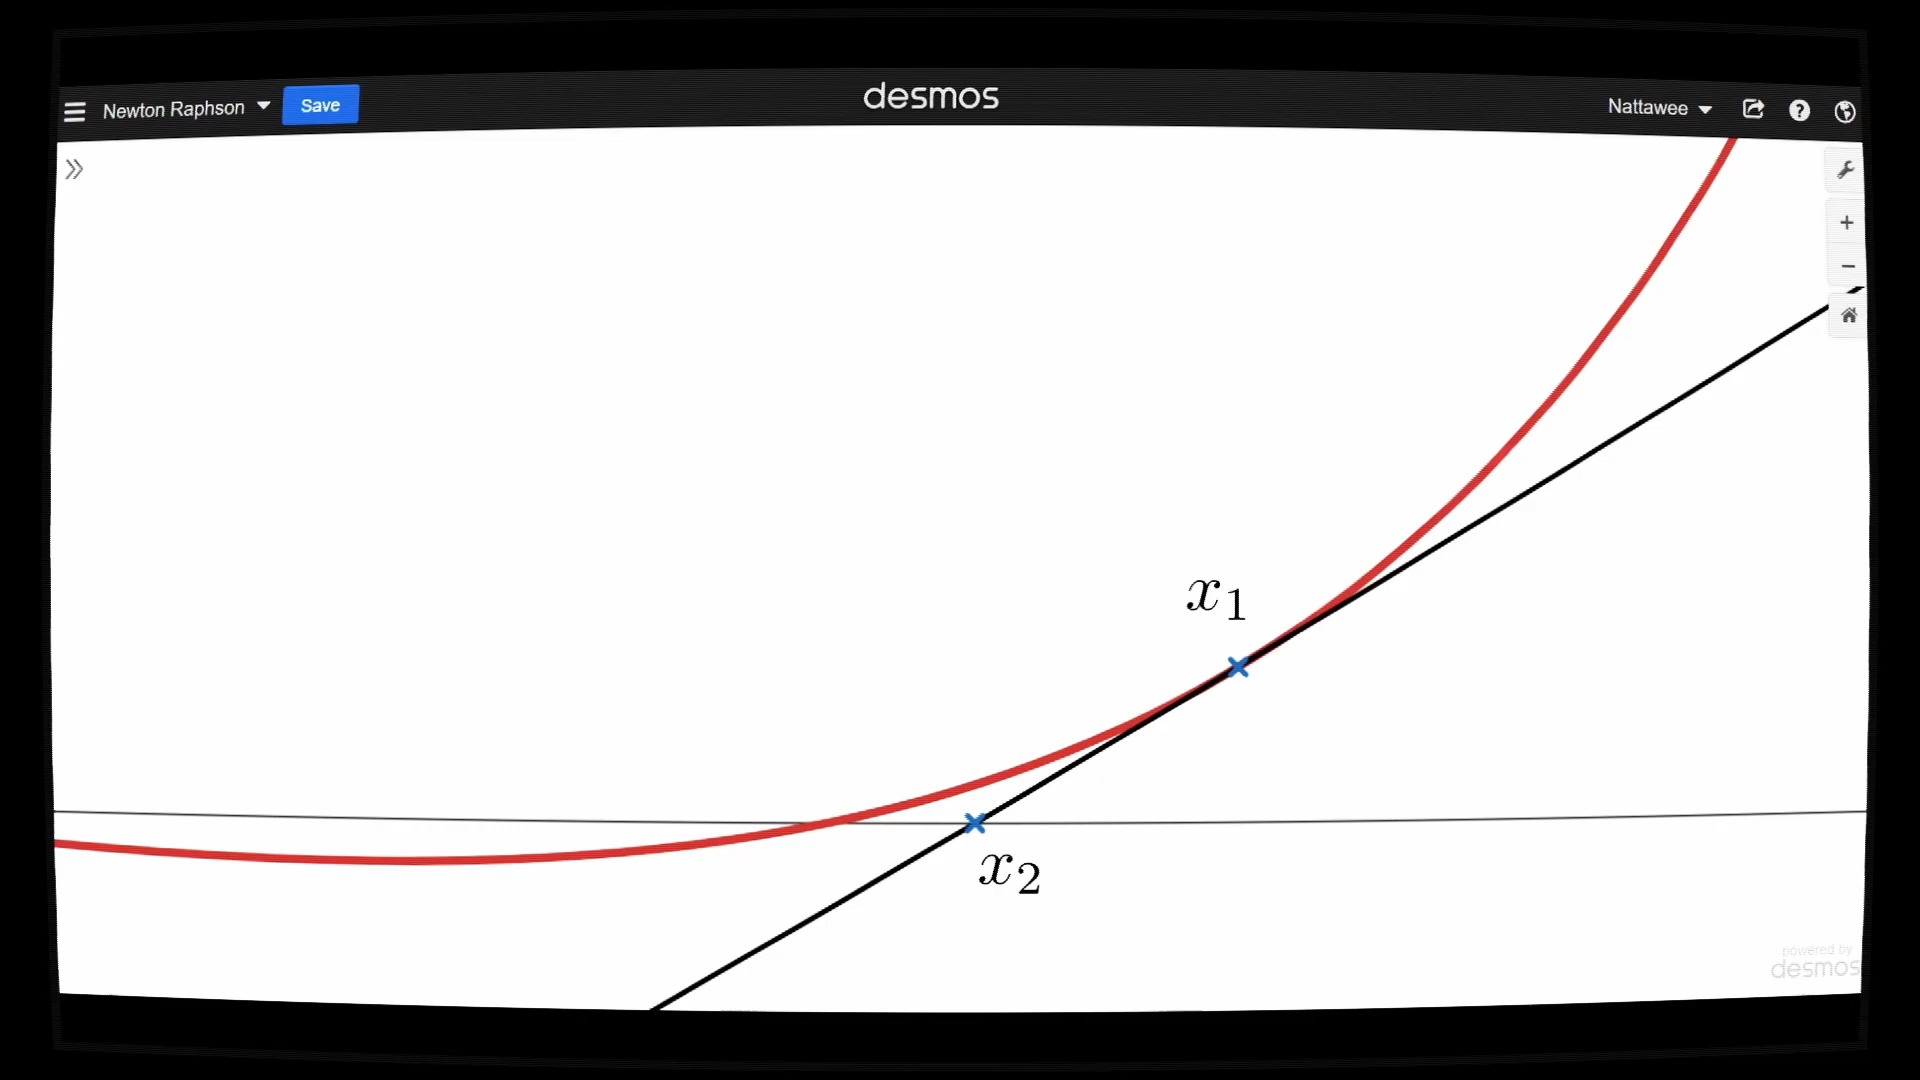 Newton Raphson
Save
desmos
Nattawee
x₁
x₂
powered by
desmos